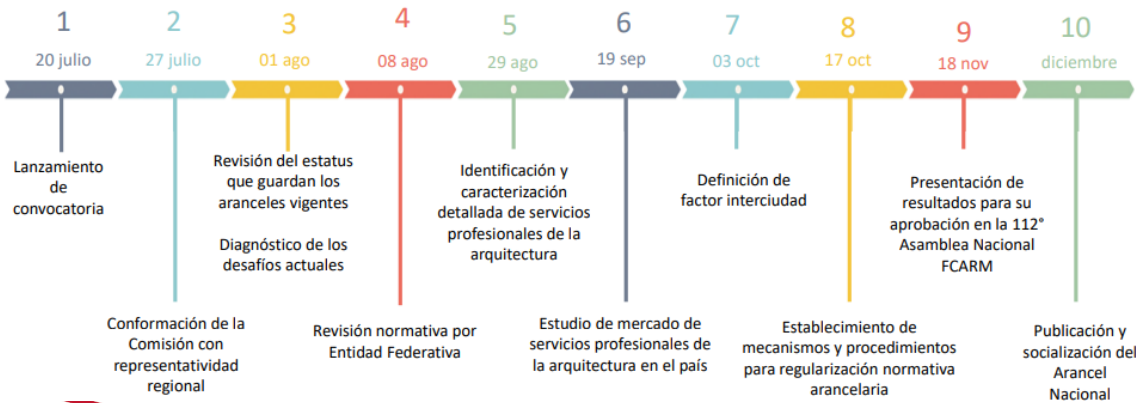 1
20 julio
Lanzamiento
de
convocatoria
2
27 julio
Conformación de la
Comisión con
representatividad
regional
3
01 ago
Revisión del estatus
que guardan los
aranceles vigentes
Diagnóstico de los
desafíos actuales
4
08 ago
Revisión normativa por
Entidad Federativa
5
29 ago
Identificación y
caracterización
detallada de servicios
profesionales de la
arquitectura
6
19 sep
Estudio de mercado de
servicios profesionales de
la arquitectura en el país
7
03 oct
Definición de
factor interciudad
8
17 oct
Establecimiento de
mecanismos y procedimientos
para regularización normativa
arancelaria
9
18 nov
Presentación de
resultados para su
aprobación en la 112°
Asamblea Nacional
FCARM
10
diciembre
Publicación y
socialización del
Arancel
Nacional